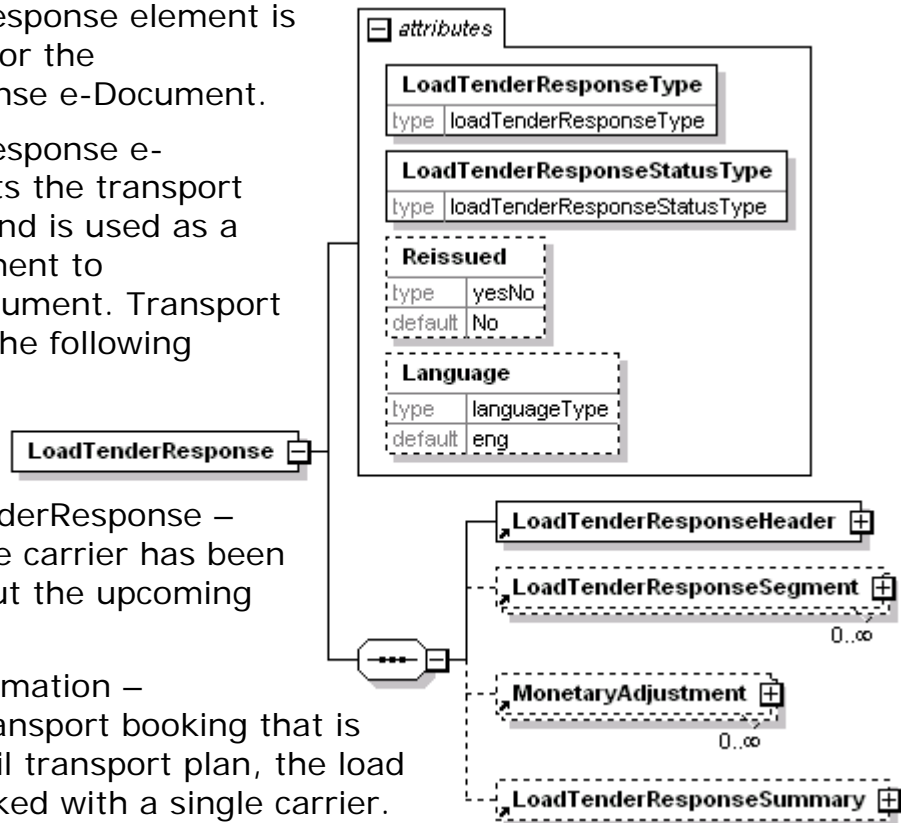 esponse element is
or the
nse e-Document.
esponse e-
ts the transport
nd is used as a
nent to
ument. Transport
he following
nderResponse –
e carrier has been
ut the upcoming
mation –
ansport booking that is
il transport plan, the load
ked with a single carrier.
attributes
LoadTenderResponseType
type loadTenderResponseType
LoadTenderResponseStatusType
type loadTenderResponseStatusType
Reissued
type yesNo
default No
Language
type languageType
default eng
LoadTenderResponse
LoadTenderResponseHeader
LoadTenderResponseSegment
0..∞
MonetaryAdjustment
0..∞
LoadTenderResponseSummary